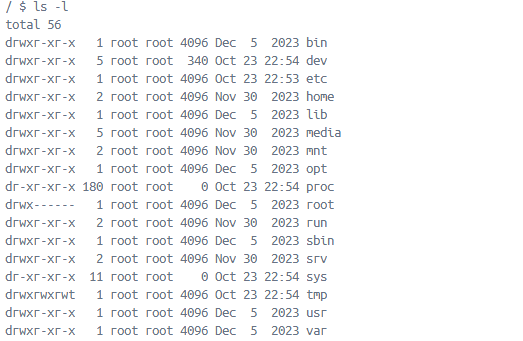 / $ ls -l
total 56
drwxr-xr-x   1 root root 4096 Dec  5  2023 bin
drwxr-xr-x   5 root root  340 Oct 23 22:54 dev
drwxr-xr-x   1 root root 4096 Oct 23 22:53 etc
drwxr-xr-x   2 root root 4096 Nov 30  2023 home
drwxr-xr-x   1 root root 4096 Dec  5  2023 lib
drwxr-xr-x   5 root root 4096 Nov 30  2023 media
drwxr-xr-x   2 root root 4096 Nov 30  2023 mnt
drwxr-xr-x   1 root root 4096 Dec  5  2023 opt
dr-xr-xr-x 180 root root    0 Oct 23 22:54 proc
drwx------   1 root root 4096 Dec  5  2023 root
drwxr-xr-x   2 root root 4096 Nov 30  2023 run
drwxr-xr-x   1 root root 4096 Dec  5  2023 sbin
drwxr-xr-x   2 root root 4096 Nov 30  2023 srv
dr-xr-xr-x  11 root root    0 Oct 23 22:54 sys
drwxrwxrwt   1 root root 4096 Oct 23 22:54 tmp
drwxr-xr-x   1 root root 4096 Dec  5  2023 usr
drwxr-xr-x   1 root root 4096 Dec  5  2023 var